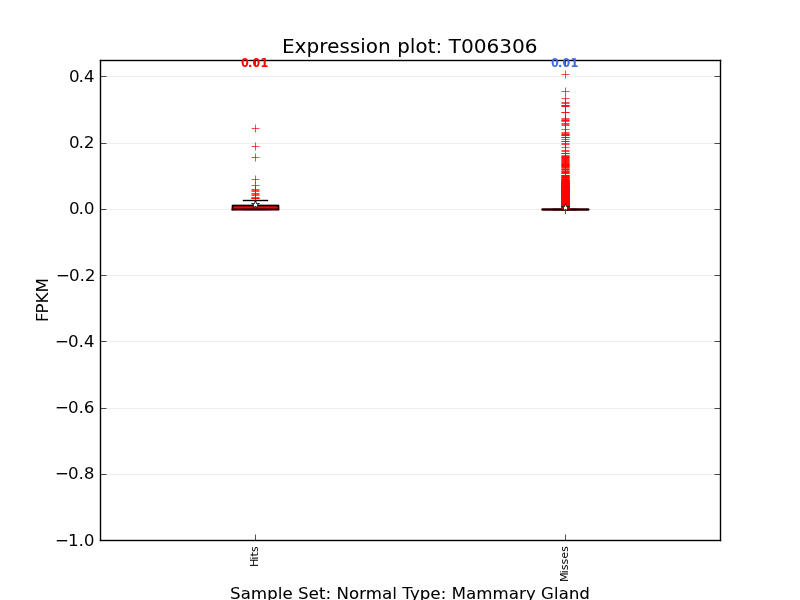 Expression plot: T006306
0.01 0.01
0.4
0.2
0.0
−0.2
−0.4
−0.6
−0.8
−1.0
FPKM
Hits
Misses
Sample Set: Normal Type: Mammary Gland